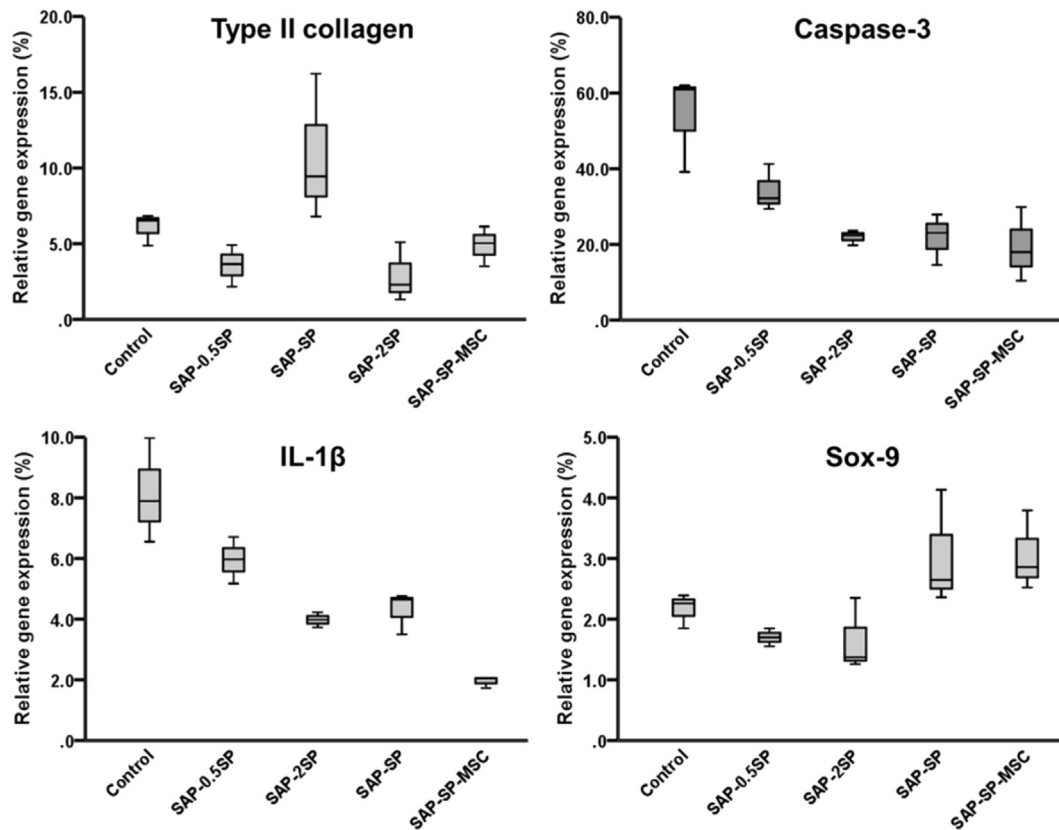 Type II collagen
Relative gene expression (%)
20.0
15.0
10.0
5.0
.0
Control
SAP-0.5SP
SAP-SP
SAP-2SP
SAP-SP-MSC
Caspase-3
Relative gene expression (%)
80.0
60.0
40.0
20.0
.0
Control
SAP-0.5SP
SAP-2SP
SAP-SP
SAP-SP-MSC
IL-1β
Relative gene expression (%)
10.0
8.0
6.0
4.0
2.0
.0
Control
SAP-0.5SP
SAP-2SP
SAP-SP
SAP-SP-MSC
Sox-9
Relative gene expression (%)
5.0
4.0
3.0
2.0
1.0
.0
Control
SAP-0.5SP
SAP-2SP
SAP-SP
SAP-SP-MSC